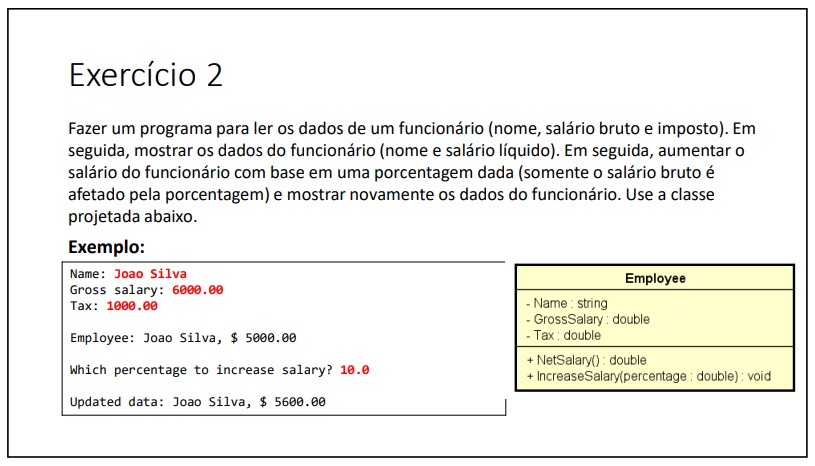 Exercício 2
Fazer um programa para ler os dados de um funcionário (nome, salário bruto e imposto). Em
seguida, mostrar os dados do funcionário (nome e salário líquido). Em seguida, aumentar o
salário do funcionário com base em uma porcentagem dada (somente o salário bruto é
afetado pela porcentagem) e mostrar novamente os dados do funcionário. Use a classe
projetada abaixo.
Exemplo:
Name: Joao Silva
Gross salary: 6000.00
Tax: 1000.00
Employee: Joao Silva, $ 5000.00
Which percentage to increase salary? 10.0
Updated data: Joao Silva, $ 5600.00
Employee
- Name : string
- GrossSalary : double
- Tax : double
+ NetSalary() : double
+ IncreaseSalary(percentage : double) : void